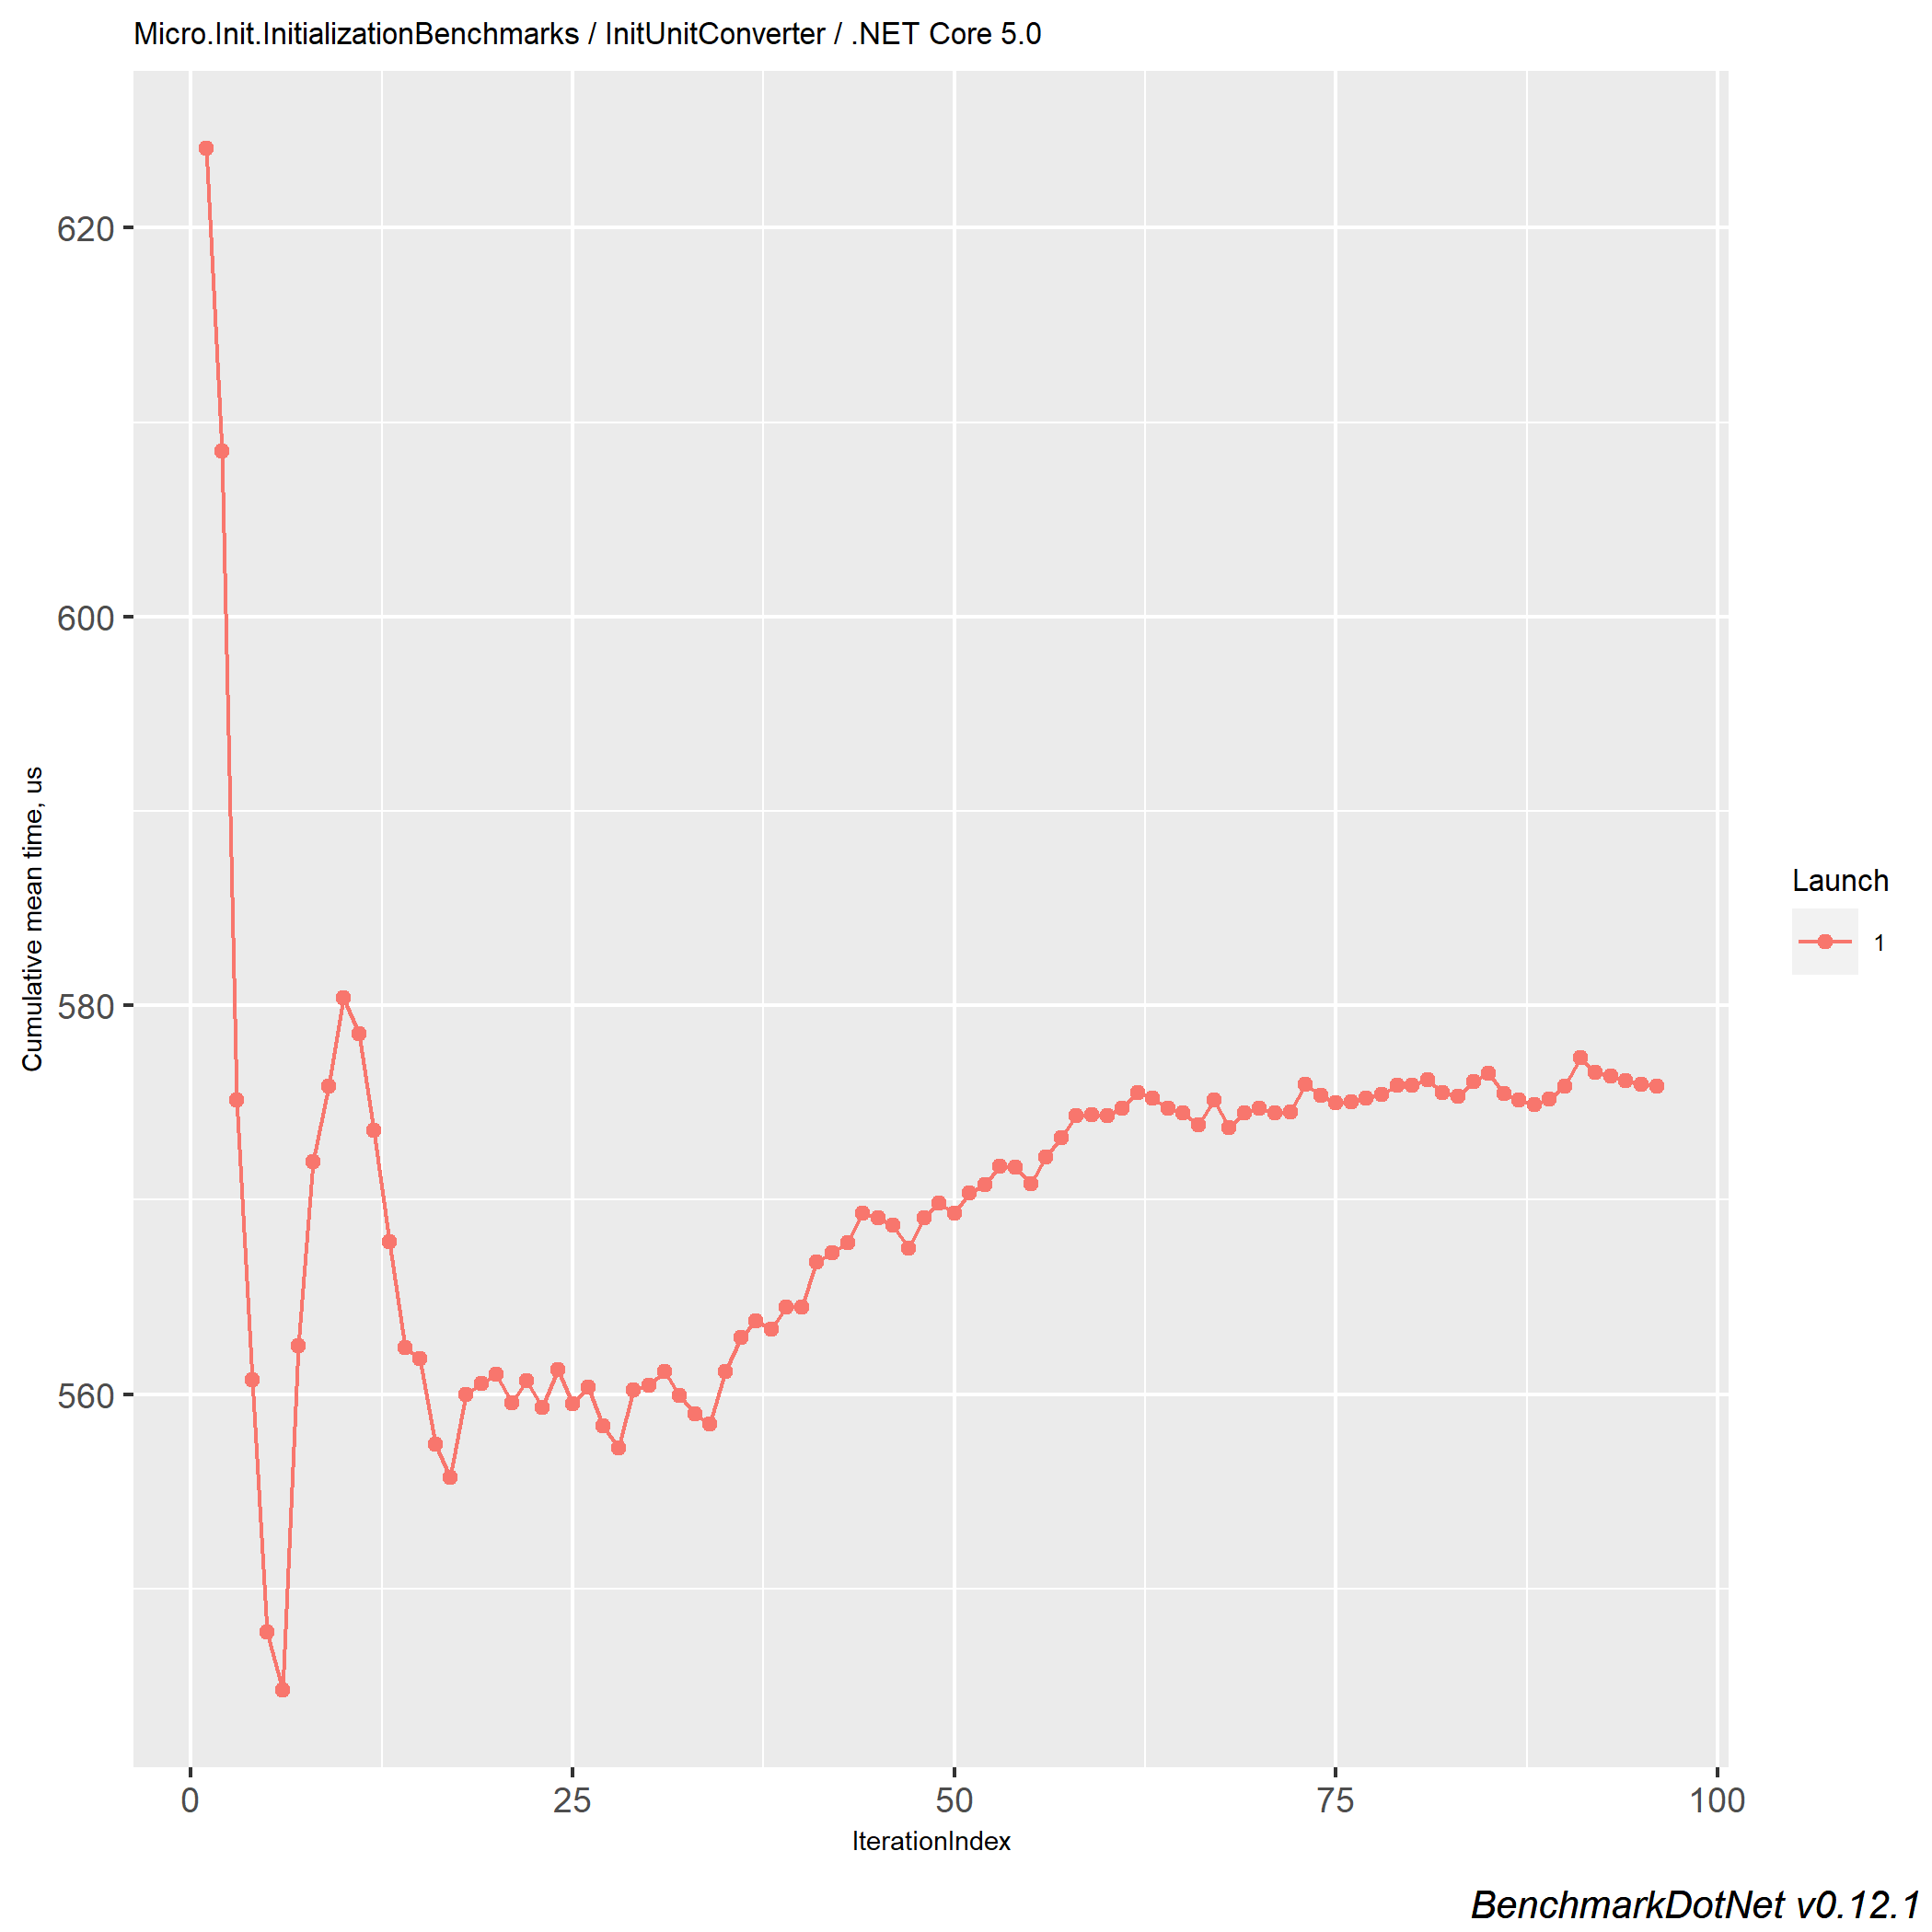 Micro.Init.InitializationBenchmarks / InitUnitConverter / .NET Core 5.0
Cumulative mean time, us
620
600
580
560
0
25
50
75
100
IterationIndex
Launch
1
BenchmarkDotNet v0.12.1